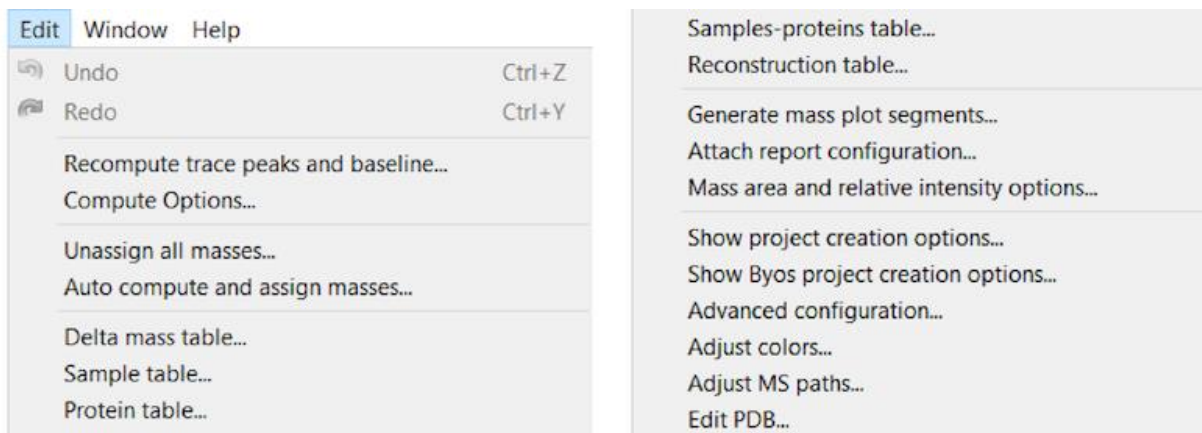 Edit Window Help
Undo Ctrl+Z
Redo Ctrl+Y
Recompute trace peaks and baseline...
Compute Options...
Unassign all masses...
Auto compute and assign masses...
Delta mass table...
Sample table...
Protein table...
Samples-proteins table...
Reconstruction table...
Generate mass plot segments...
Attach report configuration...
Mass area and relative intensity options...
Show project creation options...
Show Byos project creation options...
Advanced configuration...
Adjust colors...
Adjust MS paths...
Edit PDB...